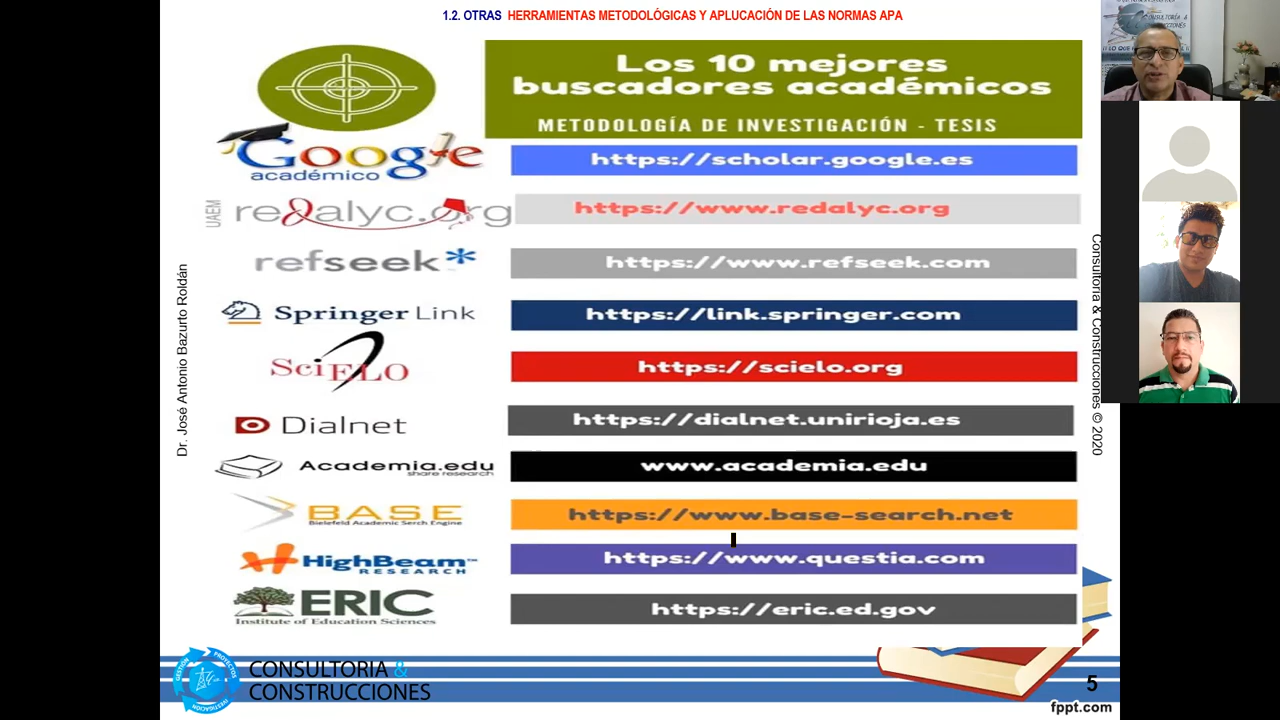 1.2. OTRAS HERRAMIENTAS METODOLÓGICAS Y APLUCACIÓN DE LAS NORMAS APA
Los 10 mejores
buscadores académicos
METODOLOGÍA DE INVESTIGACIÓN - TESIS
Google
académico
https://scholar.google.es
UAEM
redalyc.org
https://www.redalyc.org
refseek*
https://www.refseek.com
Springer Link
https://link.springer.com
SciELO
https://scielo.org
Dialnet
https://dialnet.unirioja.es
Academia.edu
share research
www.academia.edu
BASE
Bielefeld Academic Serch Engine
https://www.base-search.net
HighBeam™
RESEARCH
https://www.questia.com
ERIC
Institute of Education Sciences
https://eric.ed.gov
Dr. José Antonio Bazurto Roldán
Consultoria & Construcciones © 2020
GESTIÓN
PROYECTOS
CONSULTORIA &
CONSTRUCCIONES
5
fppt.com